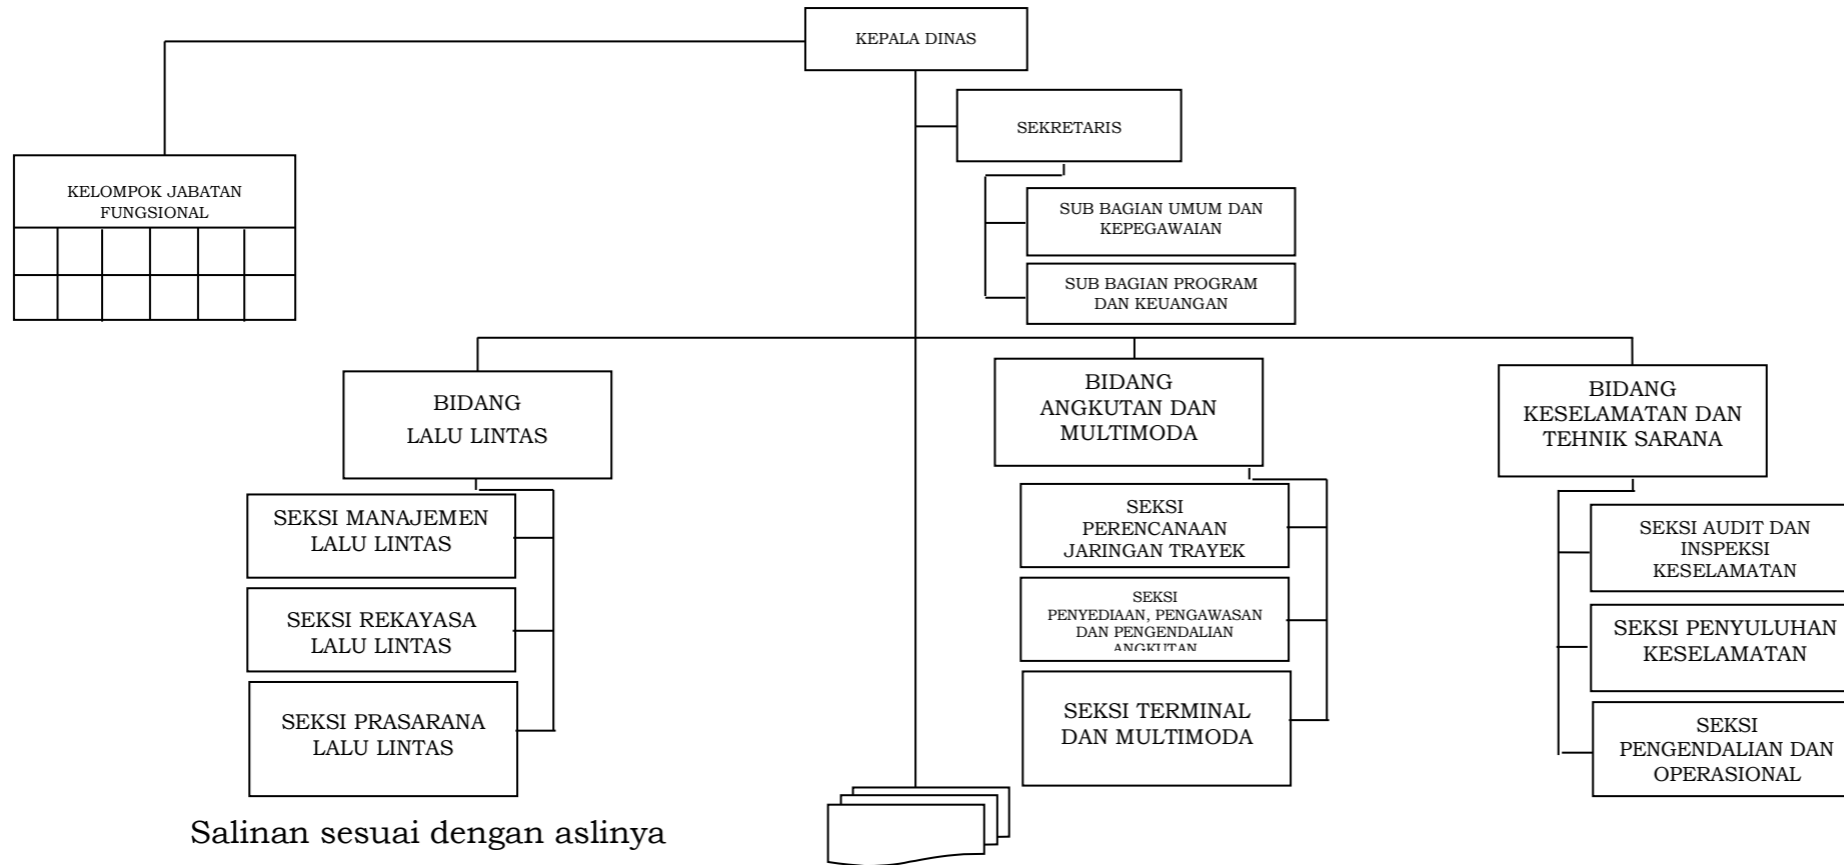 KEPALA DINAS
SEKRETARIS
KELOMPOK JABATAN
FUNGSIONAL
SUB BAGIAN UMUM DAN
KEPEGAWAIAN
SUB BAGIAN PROGRAM
DAN KEUANGAN
BIDANG
LALU LINTAS
SEKSI MANAJEMEN
LALU LINTAS
SEKSI REKAYASA
LALU LINTAS
SEKSI PRASARANA
LALU LINTAS
BIDANG
ANGKUTAN DAN
MULTIMODA
SEKSI
PERENCANAAN
JARINGAN TRAYEK
SEKSI
PENYEDIAAN, PENGAWASAN
DAN PENGENDALIAN
ANGKUTAN
SEKSI TERMINAL
DAN MULTIMODA
BIDANG
KESELAMATAN DAN
TEHNIK SARANA
SEKSI AUDIT DAN
INSPEKSI
KESELAMATAN
SEKSI PENYULUHAN
KESELAMATAN
SEKSI
PENGENDALIAN DAN
OPERASIONAL
Salinan sesuai dengan aslinya